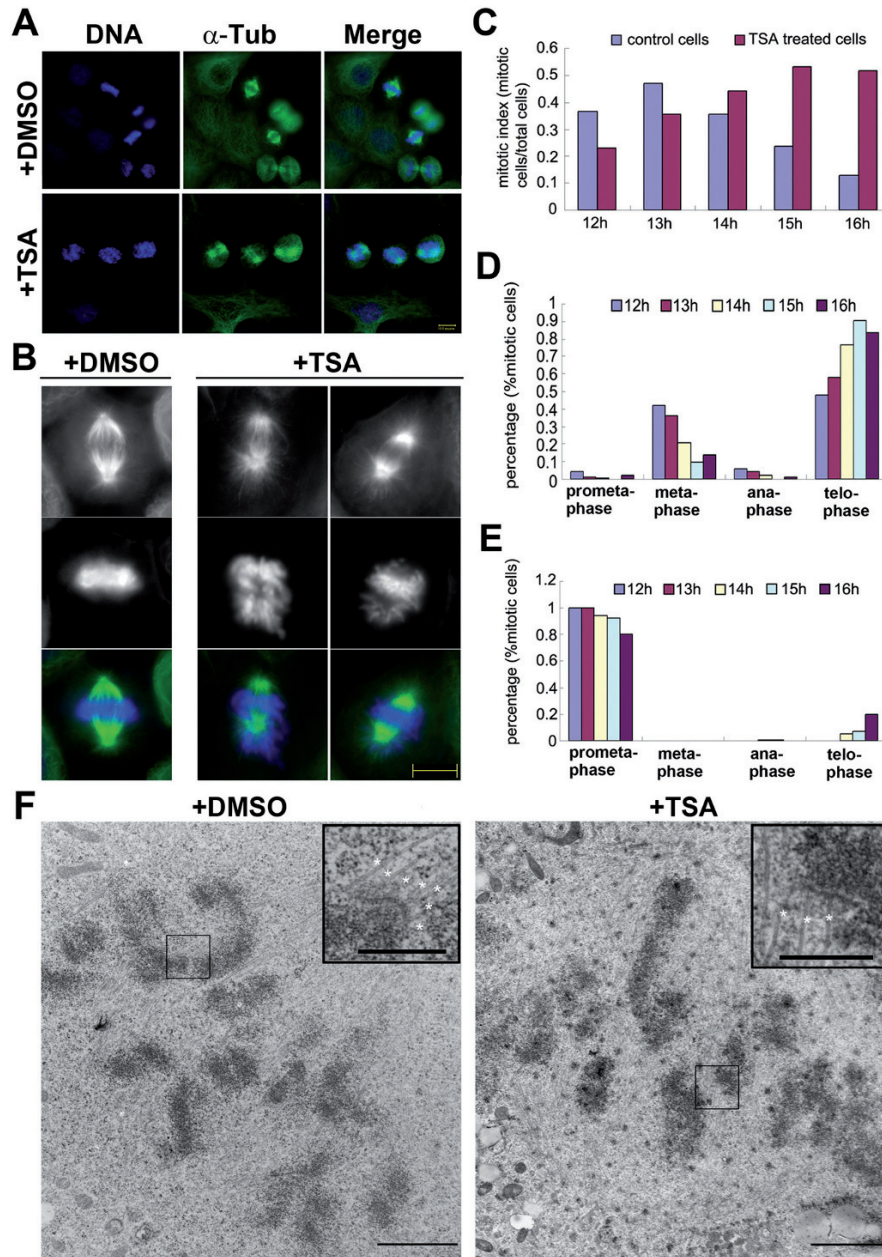 A
DNA
α-Tub
Merge
+DMSO
+TSA
B
+DMSO
+TSA
C
control cells
TSA treated cells
mitotic index (mitotic
cells/total cells)
0.6
0.5
0.4
0.3
0.2
0.1
0
12h
13h
14h
15h
16h
D
12h
13h
14h
15h
16h
percentage (%mitotic cells)
1
0.9
0.8
0.7
0.6
0.5
0.4
0.3
0.2
0.1
0
prometa-
phase
meta-
phase
ana-
phase
telo-
phase
E
12h
13h
14h
15h
16h
percentage (%mitotic cells)
1.2
1
0.8
0.6
0.4
0.2
0
prometa-
phase
meta-
phase
ana-
phase
telo-
phase
F
+DMSO
+TSA